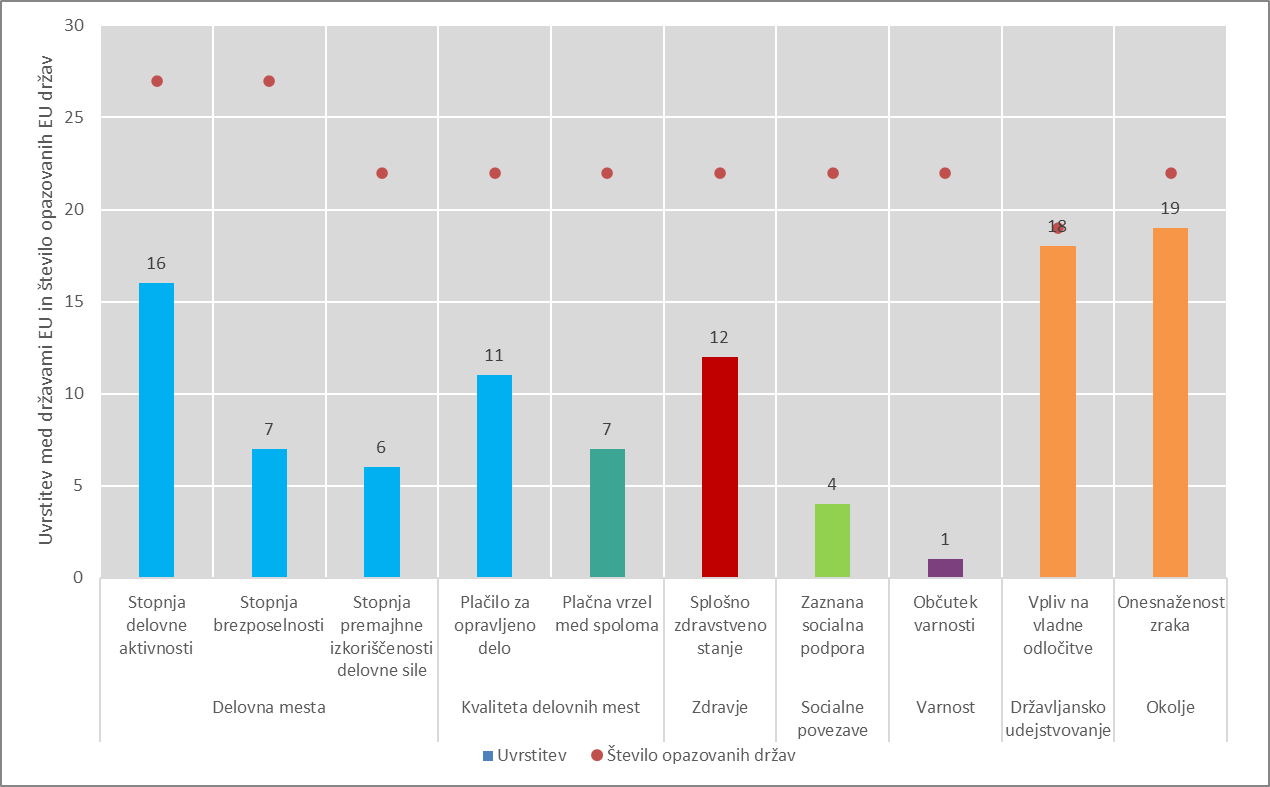 Uvrstitev med državami EU in število opazovanih EU držav
30
25
20
15
10
5
0
16
7
6
11
7
12
4
1
18
19
Stopnja
delovne
aktivnosti
Stopnja
brezposelnosti
Stopnja
premajhne
izkoriščenosti
delovne sile
Plačilo za
opravljeno
delo
Plačna vrzel
med spoloma
Splošno
zdravstveno
stanje
Zaznana
socialna
podpora
Občutek
varnosti
Vpliv na
vladne
odločitve
Onesnaženost
zraka
Delovna mesta
Kvaliteta delovnih mest
Zdravje
Socialne
povezave
Varnost
Državljansko
udejstvovanje
Okolje
Uvrstitev
Število opazovanih držav